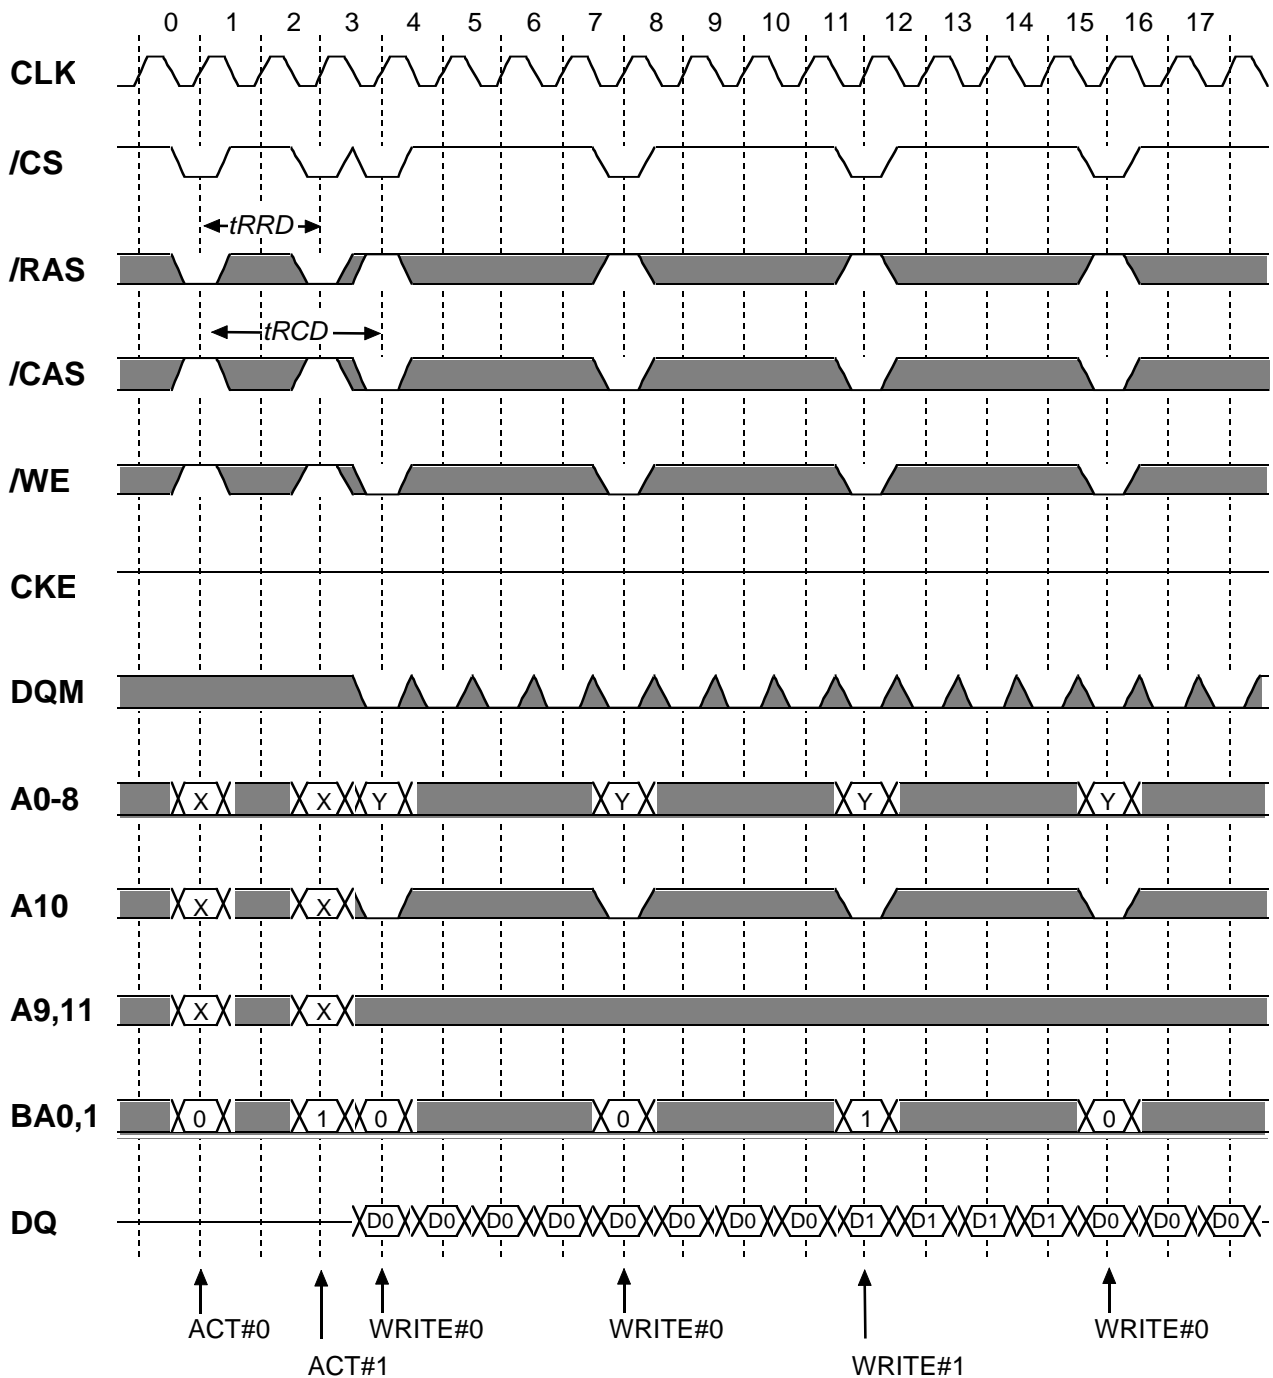 0 1 2 3 4 5 6 7 8 9 10 11 12 13 14 15 16 17
CLK
/CS
tRRD
/RAS
tRCD
/CAS
/WE
CKE
DQM
A0-8 X X Y Y Y Y
A10 X X
A9,11 X X
BA0,1 0 1 0 0 1 0
DQ D0 D0 D0 D0 D0 D0 D0 D0 D1 D1 D1 D1 D0 D0 D0
ACT#0 WRITE#0 WRITE#0 WRITE#0
ACT#1 WRITE#1